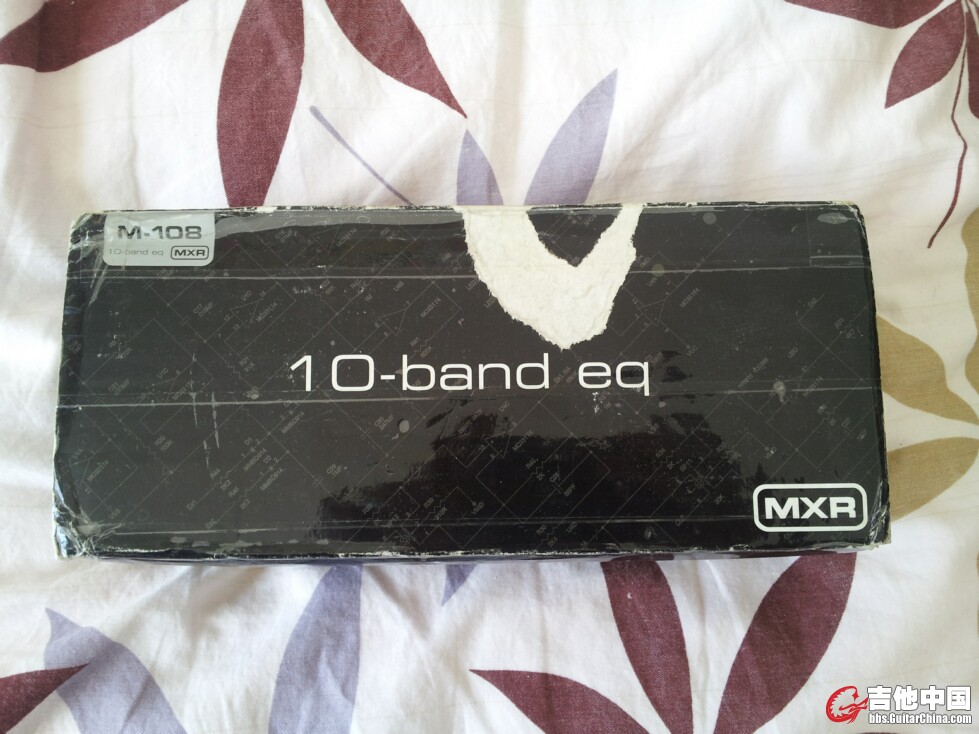 M-108
10-band eq MXR
10-band eq
MXR
吉他中国
bbs.GuitarChina.com